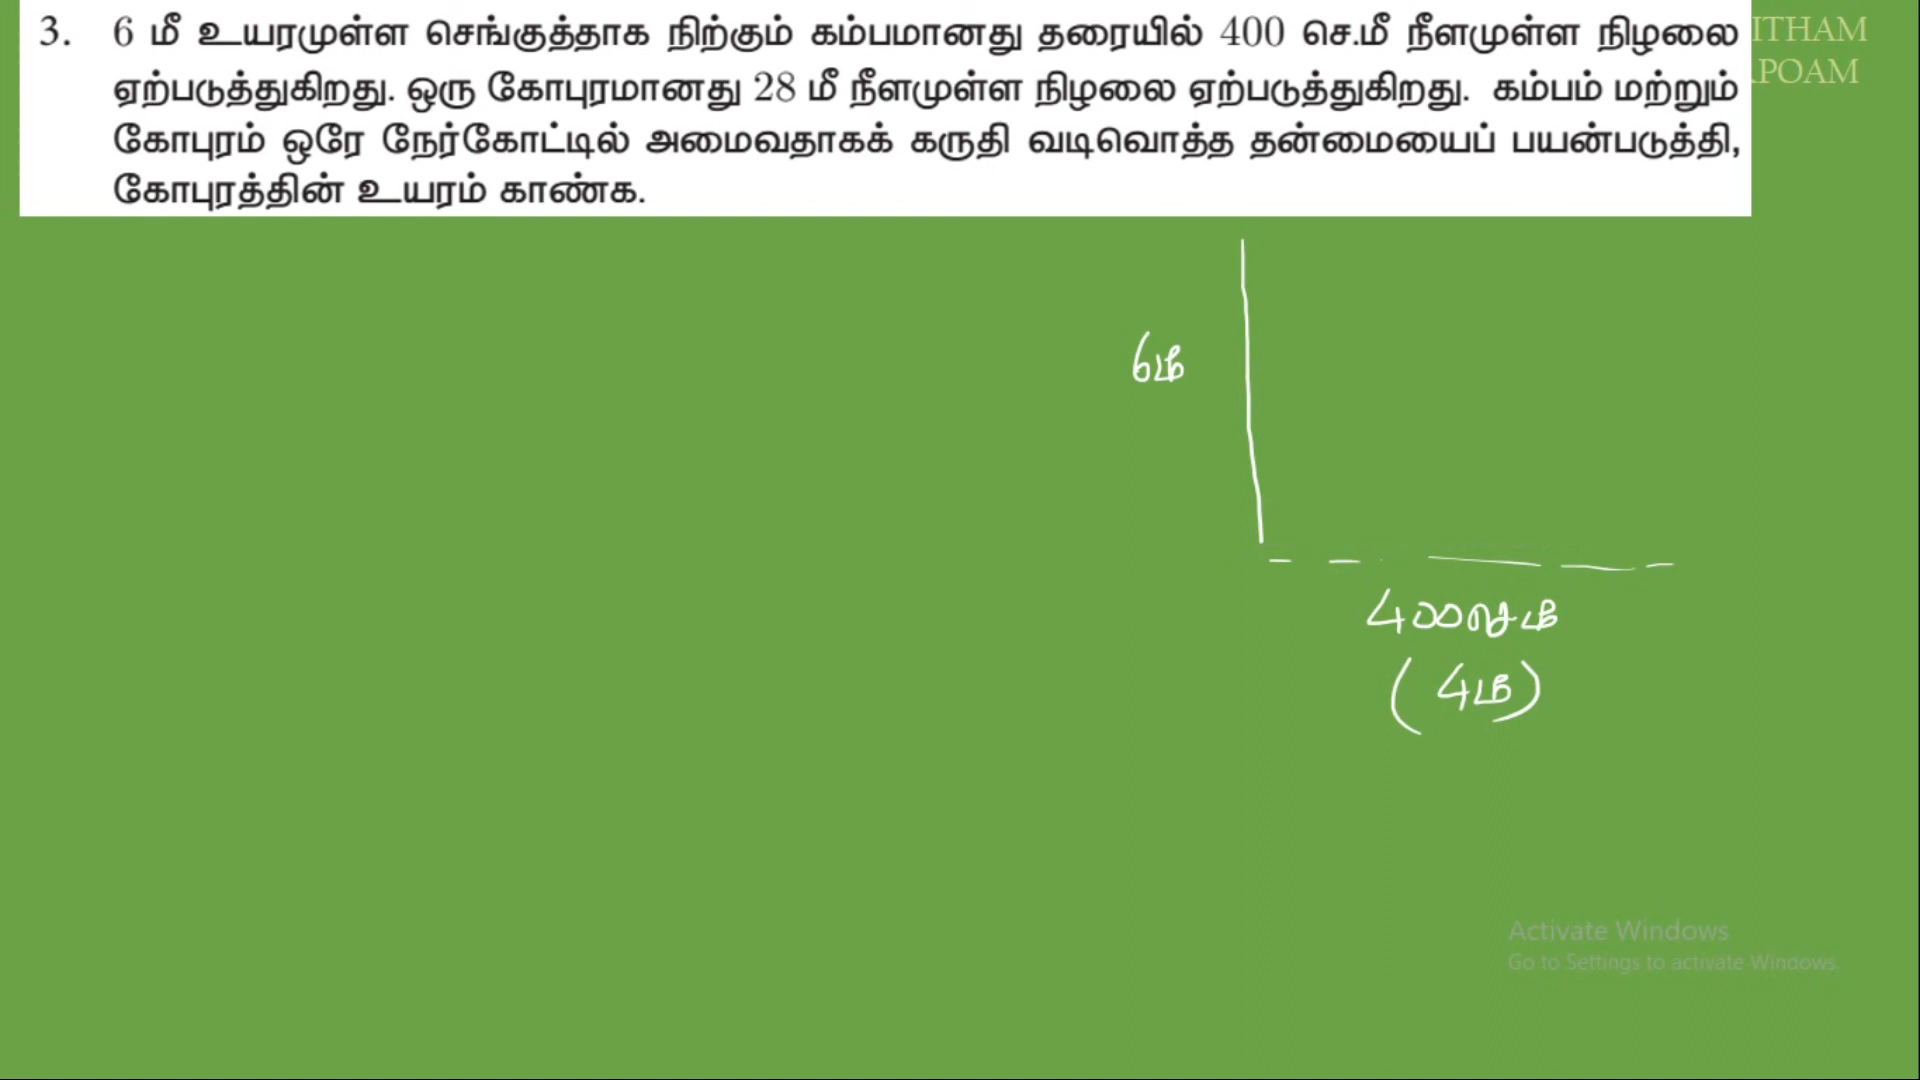 3. 6 மீ உயரமுள்ள செங்குத்தாக நிற்கும் கம்பமானது தரையில் 400 செ.மீ நீளமுள்ள நிழலை
ஏற்படுத்துகிறது. ஒரு கோபுரமானது 28 மீ நீளமுள்ள நிழலை ஏற்படுத்துகிறது. கம்பம் மற்றும்
கோபுரம் ஒரே நேர்கோட்டில் அமைவதாகக் கருதி வடிவொத்த தன்மையைப் பயன்படுத்தி,
கோபுரத்தின் உயரம் காண்க.
ITHAM
POAM
6மீ
400செமீ
(4மீ)
Activate Windows
Go to Settings to activate Windows.